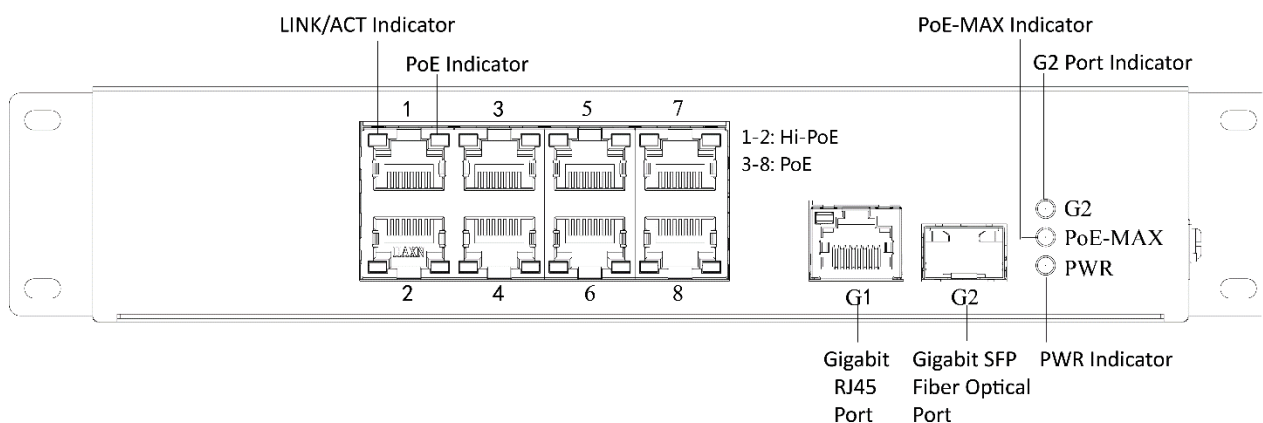 LINK/ACT Indicator
PoE-MAX Indicator
PoE Indicator
G2 Port Indicator
1 3 5 7
1-2: Hi-PoE
3-8: PoE
G2
PoE-MAX
PWR
2 4 6 8
G1 G2
Gigabit RJ45 Port
Gigabit SFP Fiber Optical Port
PWR Indicator